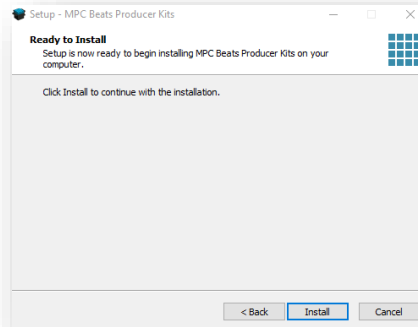 Setup - MPC Beats Producer Kits
Ready to Install
Setup is now ready to begin installing MPC Beats Producer Kits on your
computer.
Click Install to continue with the installation.
< Back
Install
Cancel